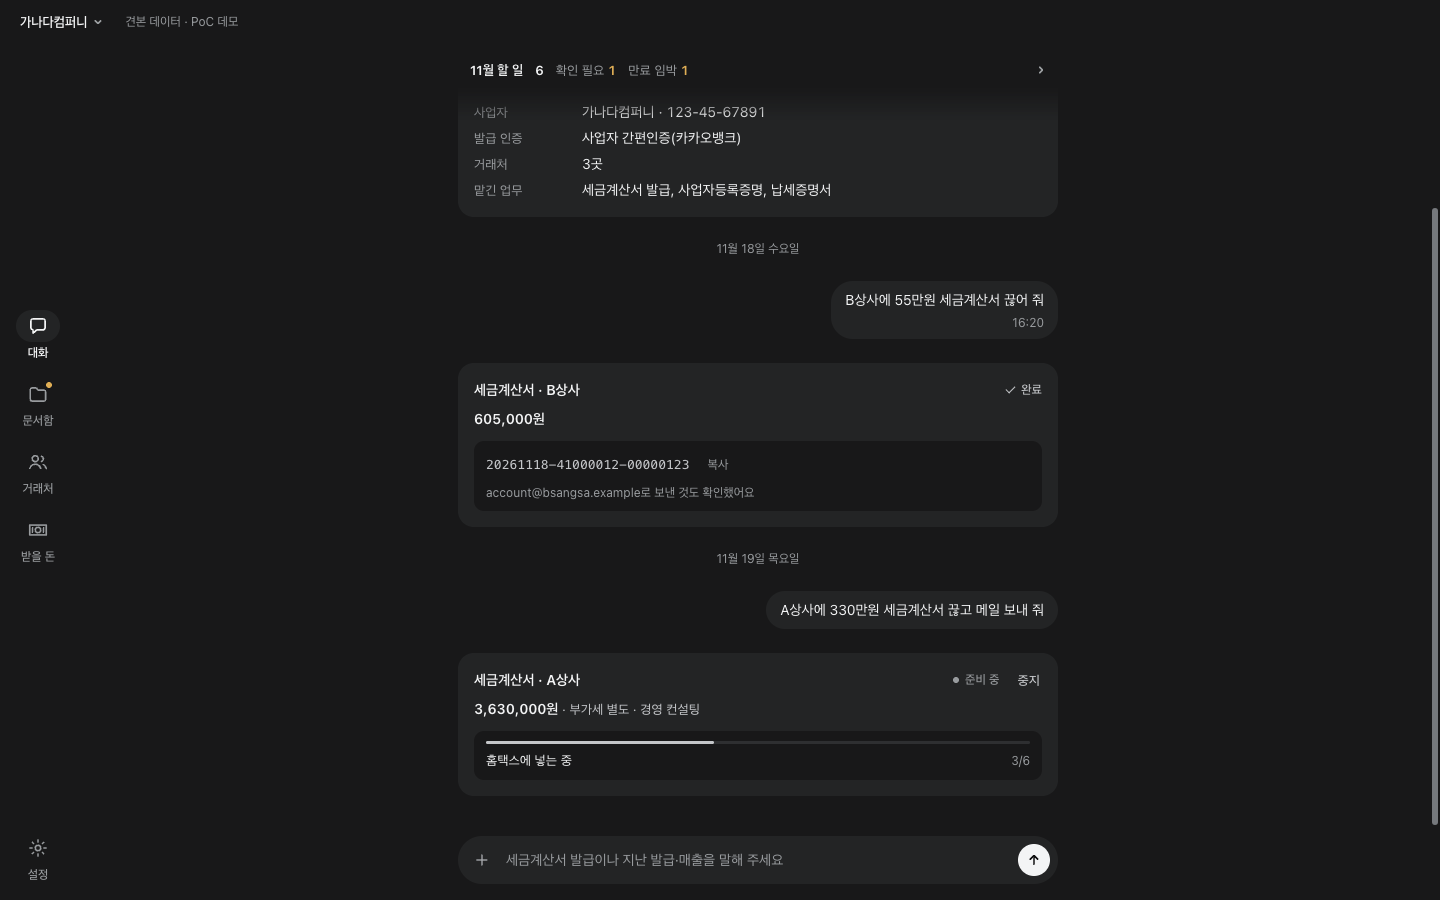 가나다컴퍼니 견본 데이터 · PoC 데모
11월 할 일 6 확인 필요 1 만료 임박 1
사업자 가나다컴퍼니 · 123-45-67891
발급 인증 사업자 간편인증(카카오뱅크)
거래처 3곳
맡긴 업무 세금계산서 발급, 사업자등록증명, 납세증명서
11월 18일 수요일
B상사에 55만원 세금계산서 끊어 줘
16:20
세금계산서 · B상사 완료
605,000원
20261118-41000012-00000123 복사
account@bsangsa.example로 보낸 것도 확인했어요
11월 19일 목요일
A상사에 330만원 세금계산서 끊고 메일 보내 줘
세금계산서 · A상사 준비 중 중지
3,630,000원 · 부가세 별도 · 경영 컨설팅
홈택스에 넣는 중 3/6
세금계산서 발급이나 지난 발급·매출을 말해 주세요
대화
문서함
거래처
받을 돈
설정